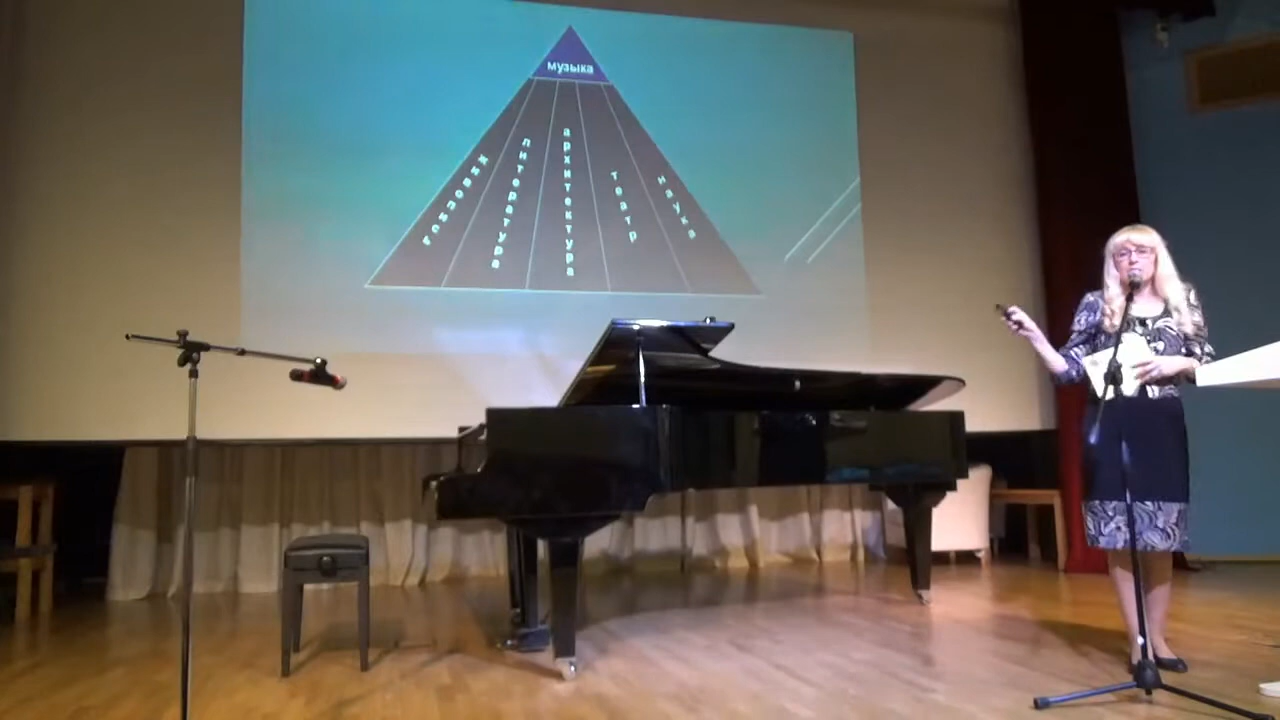 музыка
живопись
литература
архитектура
театр
наука